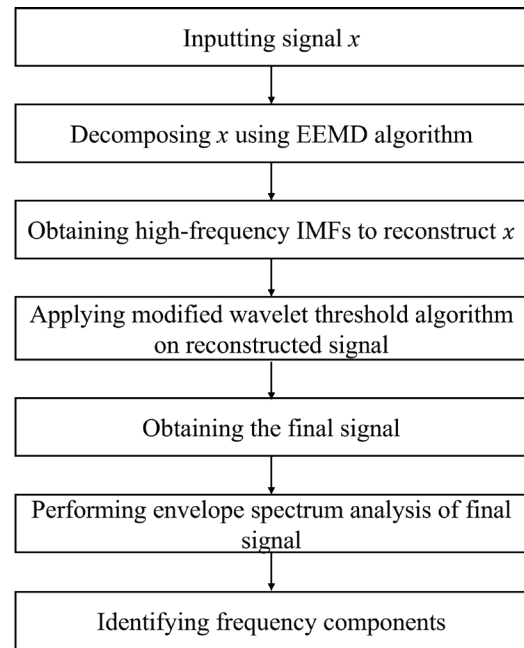 Inputting signal x
Decomposing x using EEMD algorithm
Obtaining high-frequency IMFs to reconstruct x
Applying modified wavelet threshold algorithm
on reconstructed signal
Obtaining the final signal
Performing envelope spectrum analysis of final
signal
Identifying frequency components